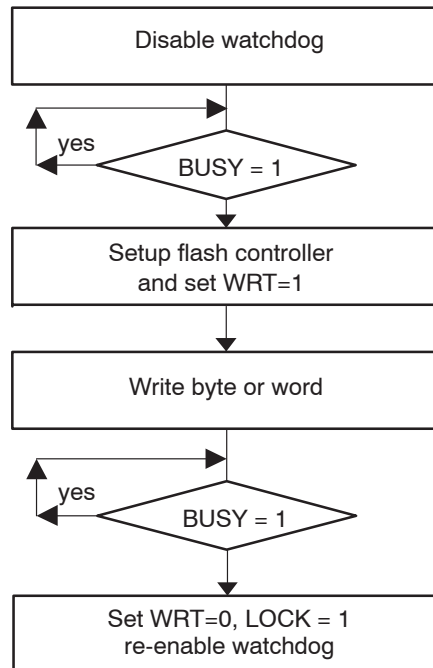 Disable watchdog
yes
BUSY = 1
Setup flash controller
and set WRT=1
Write byte or word
yes
BUSY = 1
Set WRT=0, LOCK = 1
re-enable watchdog